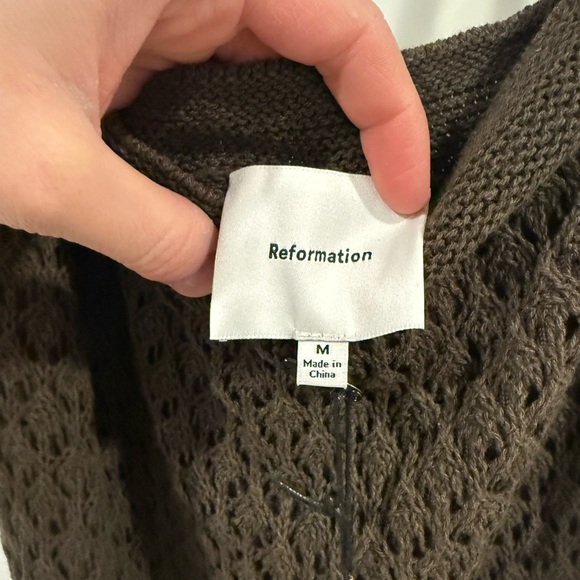 Reformation
M
Made in
China